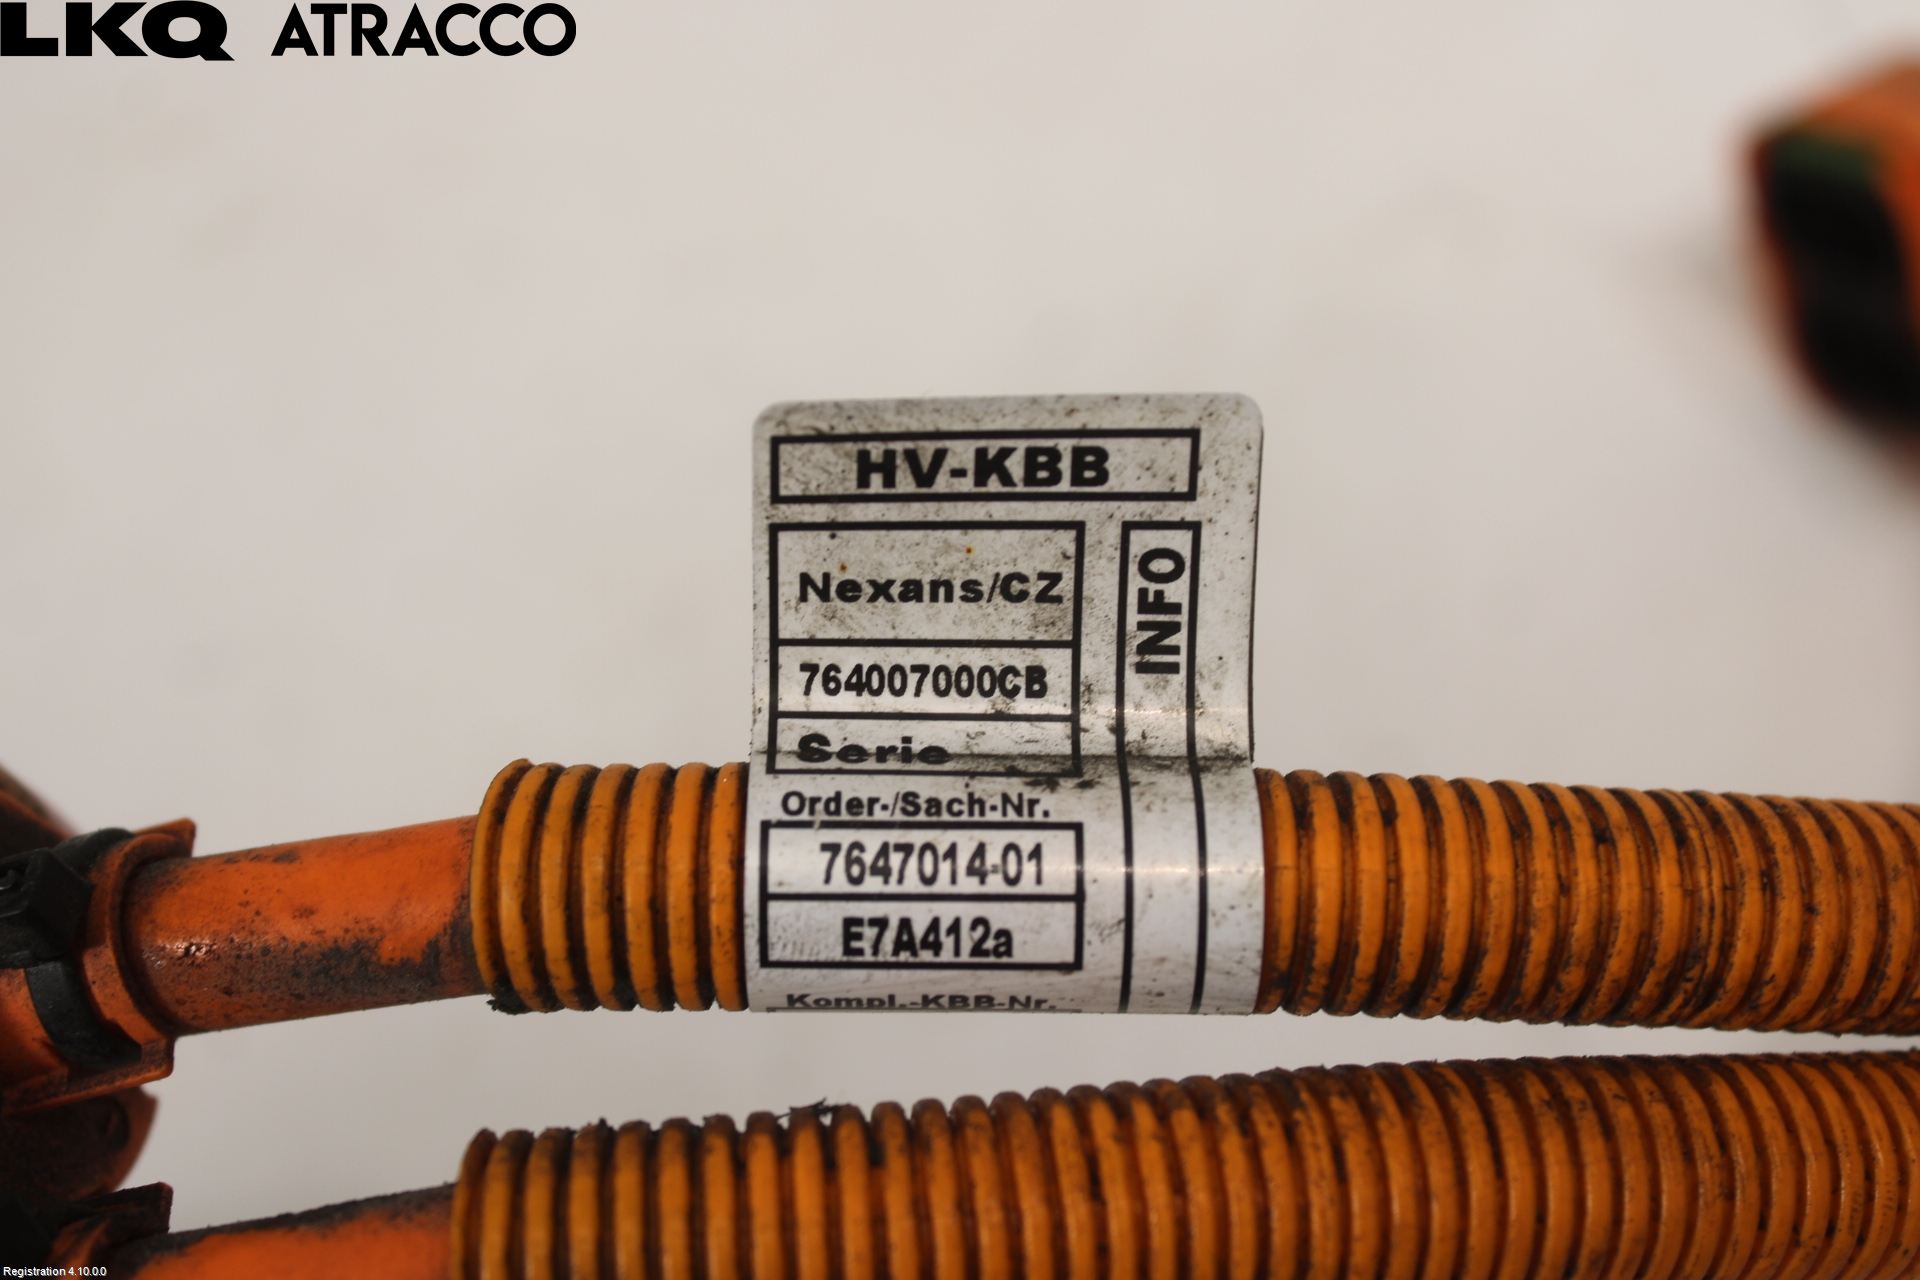 LKQ ATRACCO
HV-KBB
Nexans/CZ
764007000CB
Serie
INFO
Order-/Sach-Nr.
7647014-01
E7A412a
Kompl.-KBB-Nr.
Registration 4.10.0.0